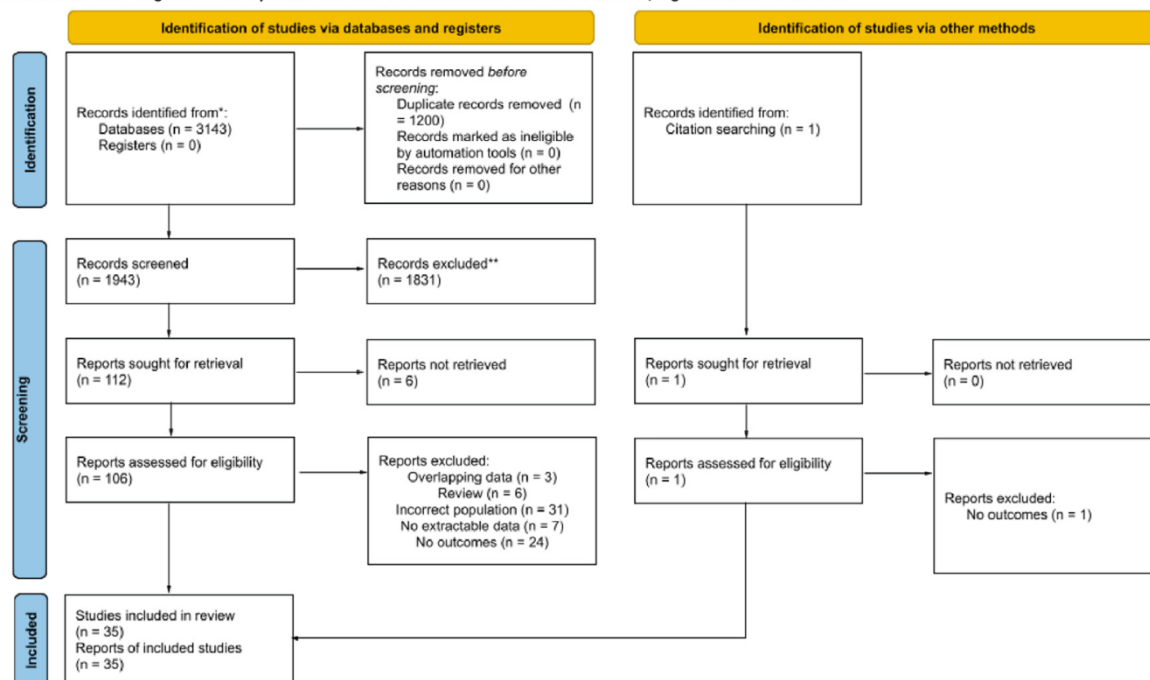 Identification of studies via databases and registers
Identification of studies via other methods
Identification
Records identified from*:
Databases (n = 3143)
Registers (n = 0)
Records removed before
screening:
Duplicate records removed (n
= 1200)
Records marked as ineligible
by automation tools (n = 0)
Records removed for other
reasons (n = 0)
Records identified from:
Citation searching (n = 1)
Screening
Records screened
(n = 1943)
Records excluded**
(n = 1831)
Reports sought for retrieval
(n = 112)
Reports not retrieved
(n = 6)
Reports sought for retrieval
(n = 1)
Reports not retrieved
(n = 0)
Reports assessed for eligibility
(n = 106)
Reports excluded:
Overlapping data (n = 3)
Review (n = 6)
Incorrect population (n = 31)
No extractable data (n = 7)
No outcomes (n = 24)
Reports assessed for eligibility
(n = 1)
Reports excluded:
No outcomes (n = 1)
Included
Studies included in review
(n = 35)
Reports of included studies
(n = 35)